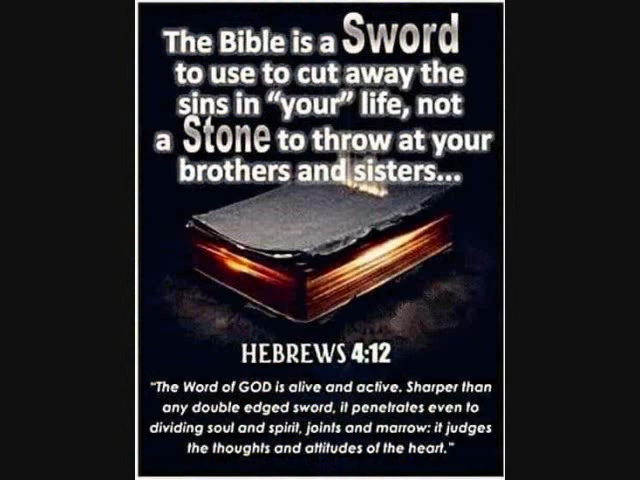 The Bible is a Sword
to use to cut away the
sins in “your” life, not
a Stone to throw at your
brothers and sisters...
HEBREWS 4:12
"The Word of GOD is alive and active. Sharper than
any double edged sword, it penetrates even to
dividing soul and spirit, joints and marrow: it judges
the thoughts and attitudes of the heart."